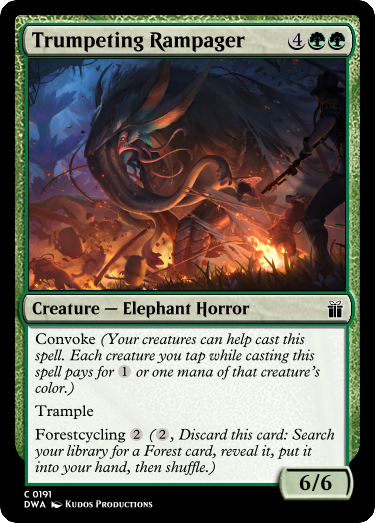 Trumpeting Rampager 4
Creature — Elephant Horror
Convoke (Your creatures can help cast this
spell. Each creature you tap while casting this
spell pays for 1 or one mana of that creature's
color.)
Trample
Forestcycling 2 (2, Discard this card: Search
your library for a Forest card, reveal it, put it
into your hand, then shuffle.)
6/6
C 0191
DWA Kudos Productions